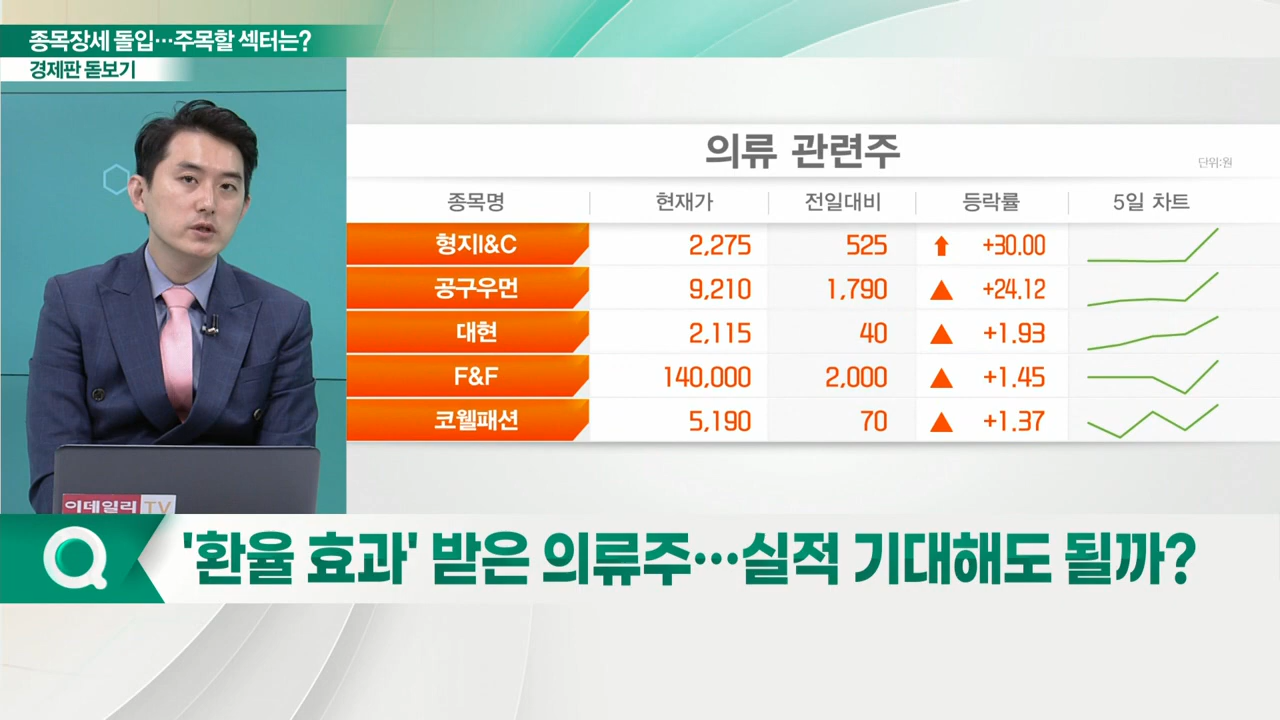 종목장세 돌입…주목할 섹터는?
경제판 돋보기
의류 관련주
단위:원
종목명 현재가 전일대비 등락률 5일 차트
형지I&C 2,275 525 +30.00
공구우먼 9,210 1,790 +24.12
대현 2,115 40 +1.93
F&F 140,000 2,000 +1.45
코웰패션 5,190 70 +1.37
이데일리 TV
'환율 효과' 받은 의류주…실적 기대해도 될까?